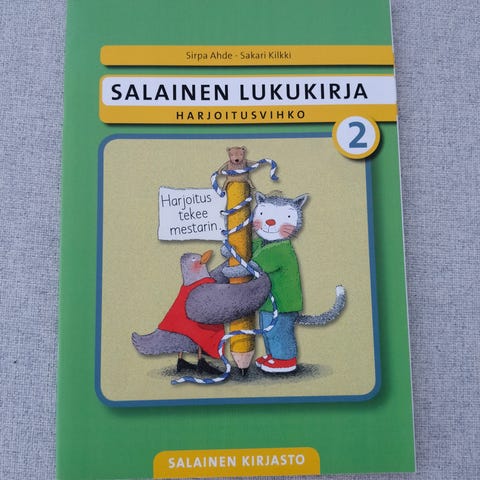 Sirpa Ahde · Sakari Kilkki
SALAINEN LUKUKIRJA
HARJOITUSVIHKO
2
Harjoitus
tekee
mestarin.
SALAINEN KIRJASTO